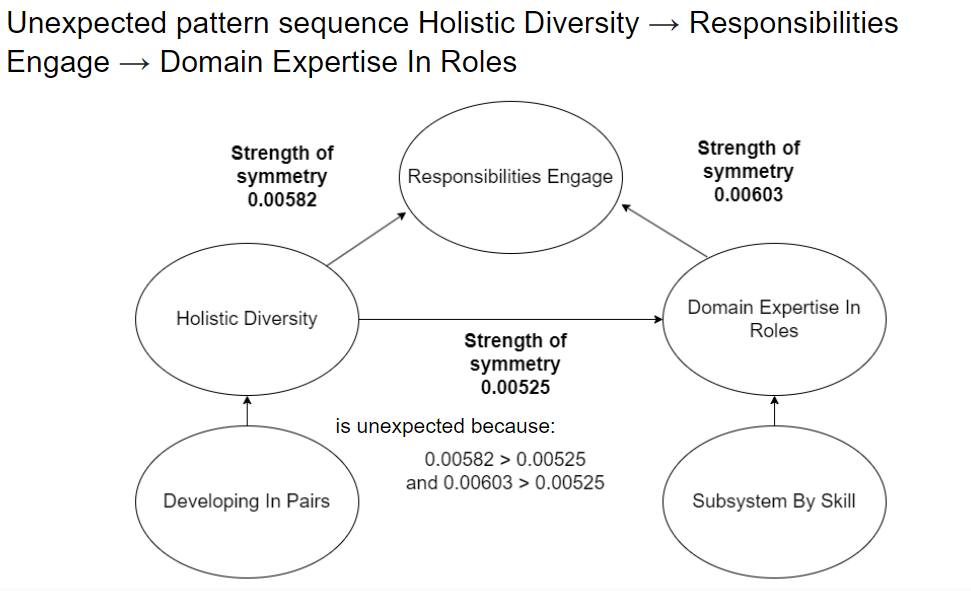 Unexpected pattern sequence Holistic Diversity → Responsibilities
Engage → Domain Expertise In Roles
Strength of
symmetry
0.00582
Responsibilities Engage
Strength of
symmetry
0.00603
Holistic Diversity
Domain Expertise In
Roles
Strength of
symmetry
0.00525
is unexpected because:
0.00582 > 0.00525
and 0.00603 > 0.00525
Developing In Pairs
Subsystem By Skill